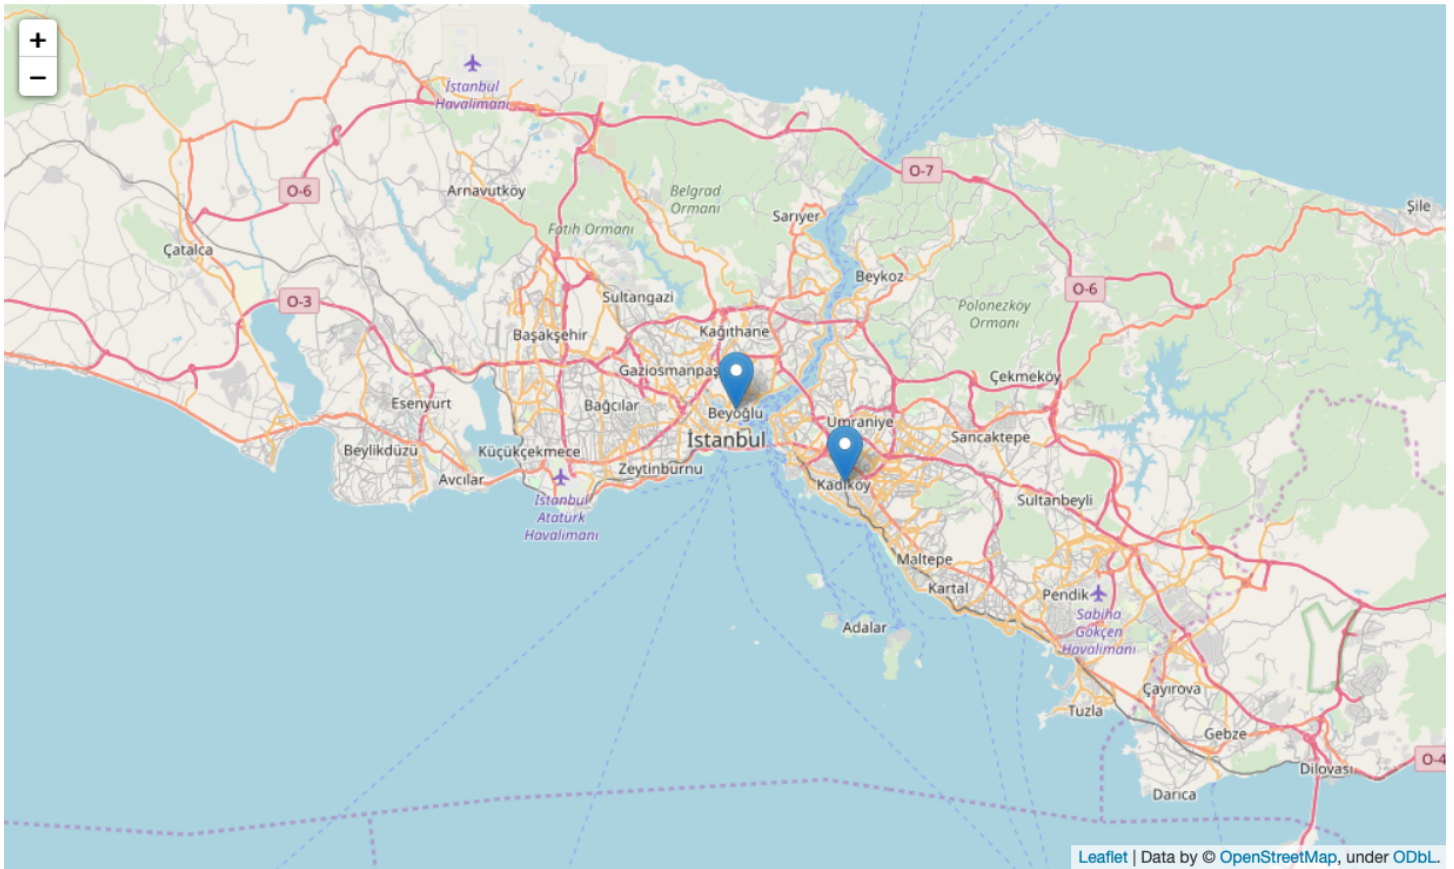 +
−
İstanbul
Havalimanı
O-7
O-6
Arnavutköy
Belgrad
Ormanı
Sarıyer
Şile
Fatih Ormanı
Çatalca
Beykoz
O-6
O-3
Sultangazi
Polonezköy
Ormanı
Başakşehir
Kağıthane
Gaziosmanpaş
Çekmeköy
Esenyurt
Bağcılar
Beyoğlu
Ümraniye
İstanbul
Sancaktepe
Beylikdüzü
Küçükçekmece
Zeytinburnu
Avcılar
Kadıköy
İstanbul
Atatürk
Havalimanı
Sultanbeyli
Maltepe
Kartal
Pendik
Sabiha
Gökçen
Havalimanı
Adalar
Çayırova
Tuzla
Gebze
O-4
Dilovası
Darıca
Leaflet | Data by © OpenStreetMap, under ODbL.